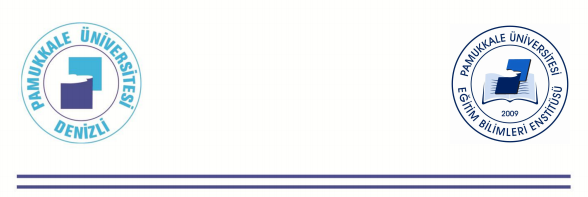 PAMUKKALE ÜNİVERSİTESİ
DENİZLİ
PAMUKKALE ÜNİVERSİTESİ
EĞİTİM BİLİMLERİ ENSTİTÜSÜ
2009